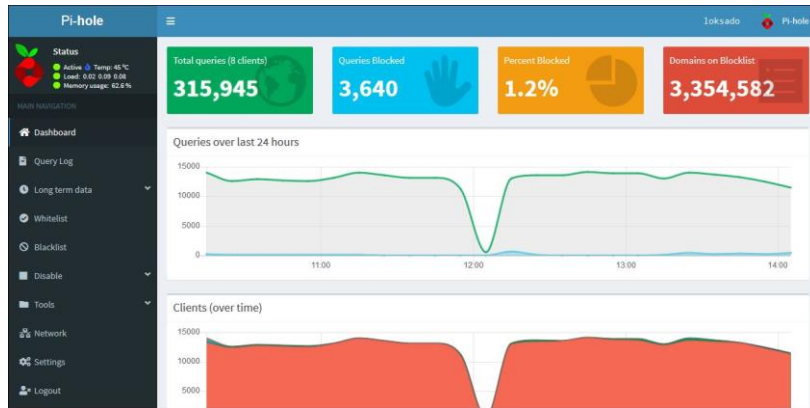 Pi-hole
loksado
Pi-hole
Status
Active Temp: 45 °C
Load: 0.02 0.09 0.08
Memory usage: 62.6 %
MAIN NAVIGATION
Dashboard
Query Log
Long term data
Whitelist
Blacklist
Disable
Tools
Network
Settings
Logout
Total queries (8 clients)
315,945
Queries Blocked
3,640
Percent Blocked
1.2%
Domains on Blocklist
3,354,582
Queries over last 24 hours
15000
10000
5000
0
11:00
12:00
13:00
14:00
Clients (over time)
15000
10000
5000